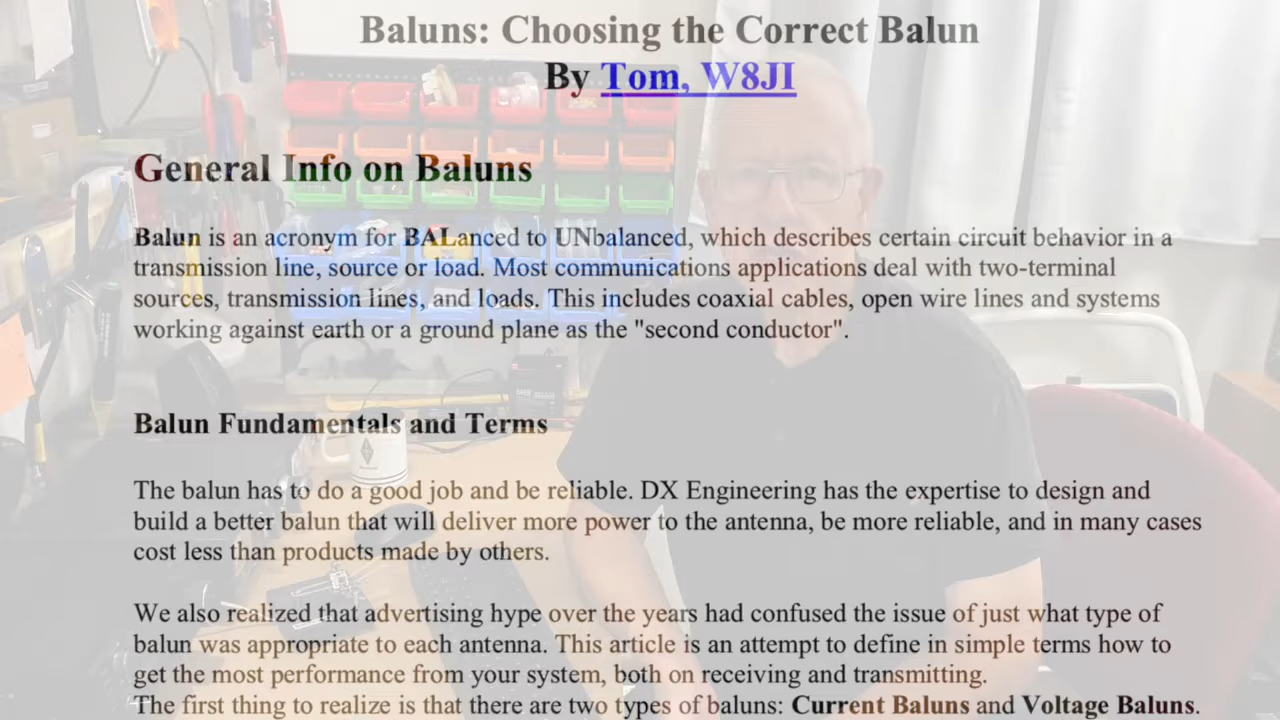 Baluns: Choosing the Correct Balun
By Tom, W8JI
General Info on Baluns
Balun is an acronym for BALanced to UNbalanced, which describes certain circuit behavior in a
transmission line, source or load. Most communications applications deal with two-terminal
sources, transmission lines, and loads. This includes coaxial cables, open wire lines and systems
working against earth or a ground plane as the "second conductor".
Balun Fundamentals and Terms
The balun has to do a good job and be reliable. DX Engineering has the expertise to design and
build a better balun that will deliver more power to the antenna, be more reliable, and in many cases
cost less than products made by others.
We also realized that advertising hype over the years had confused the issue of just what type of
balun was appropriate to each antenna. This article is an attempt to define in simple terms how to
get the most performance from your system, both on receiving and transmitting.
The first thing to realize is that there are two types of baluns: Current Baluns and Voltage Baluns.